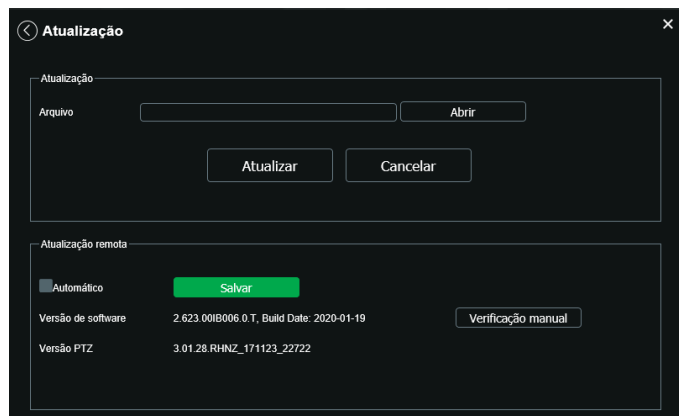 Atualização
Atualização
Arquivo
Abrir
Atualizar Cancelar
Atualização remota
Automático Salvar
Versão de software 2.623.00IB006.0.T, Build Date: 2020-01-19 Verificação manual
Versão PTZ 3.01.28.RHNZ_171123_22722